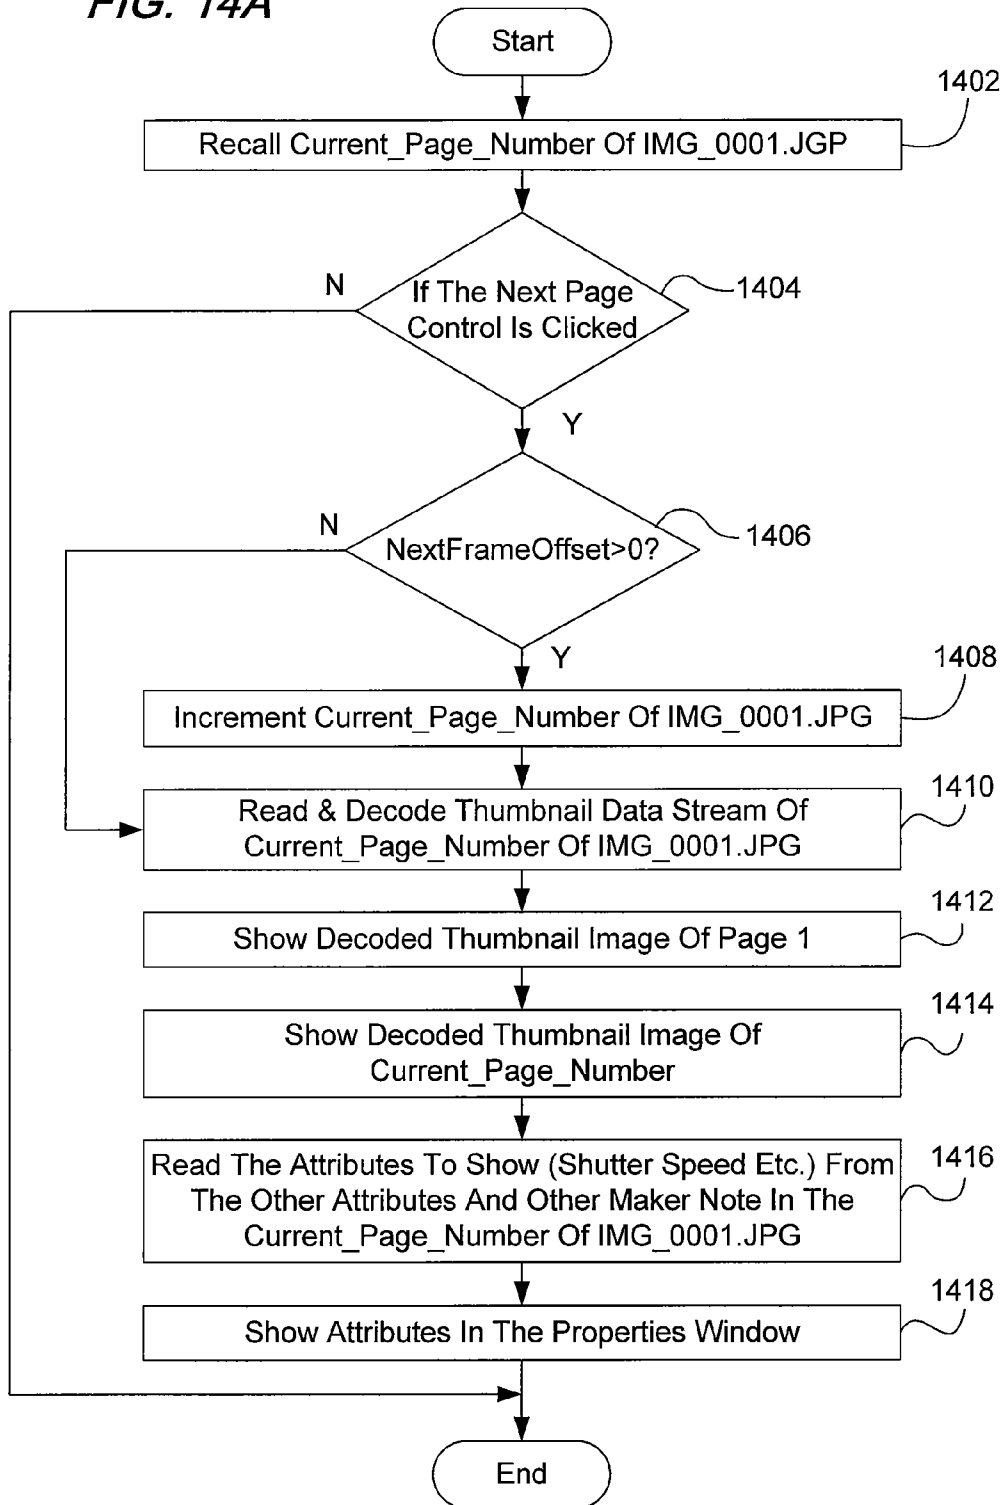 FIG. 14A
Start
1402
Recall Current_Page_Number Of IMG_0001.JGP
N
If The Next Page
Control Is Clicked
1404
Y
N
NextFrameOffset>0?
1406
Y
1408
Increment Current_Page_Number Of IMG_0001.JPG
1410
Read & Decode Thumbnail Data Stream Of
Current_Page_Number Of IMG_0001.JPG
1412
Show Decoded Thumbnail Image Of Page 1
1414
Show Decoded Thumbnail Image Of
Current_Page_Number
1416
Read The Attributes To Show (Shutter Speed Etc.) From
The Other Attributes And Other Maker Note In The
Current_Page_Number Of IMG_0001.JPG
1418
Show Attributes In The Properties Window
End